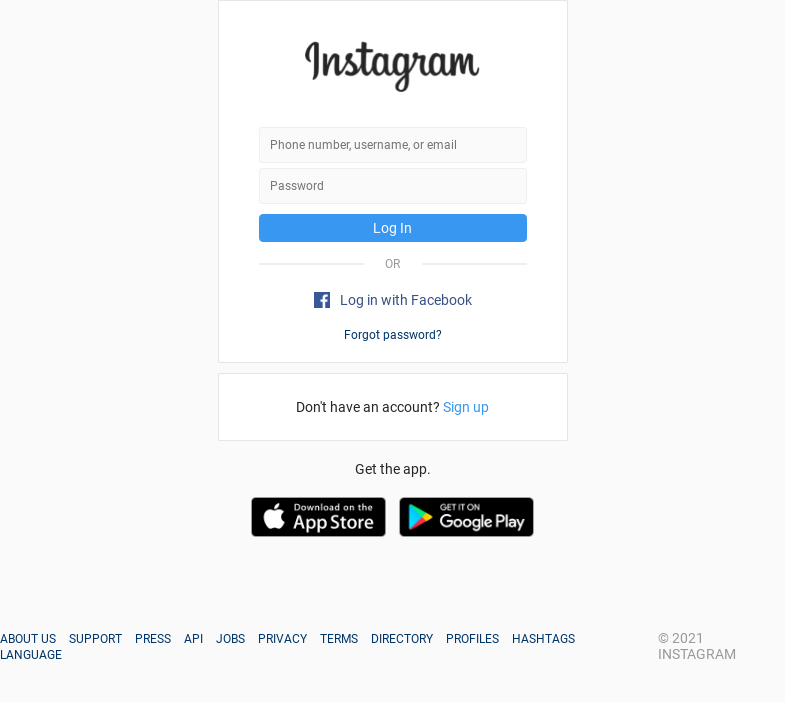 Instagram
Phone number, username, or email
Password
Log In
OR
Log in with Facebook
Forgot password?
Don't have an account? Sign up
Get the app.
Download on the
App Store
GET IT ON
Google Play
ABOUT US SUPPORT PRESS API JOBS PRIVACY TERMS DIRECTORY PROFILES HASHTAGS
LANGUAGE
© 2021
INSTAGRAM